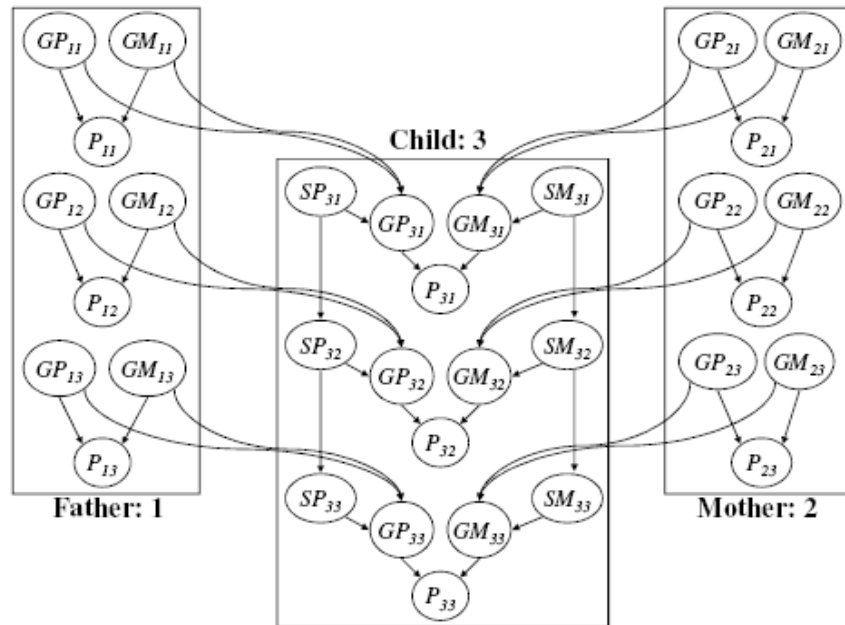 GP11 GM11 GP21 GM21
P11 P21
Child: 3
GP12 GM12 SP31 SM31 GP22 GM22
GP31 GM31
P12 P31 P22
GP13 GM13 SP32 SM32 GP23 GM23
GP32 GM32
P13 P32 P23
Father: 1 SP33 SM33 Mother: 2
GP33 GM33
P33